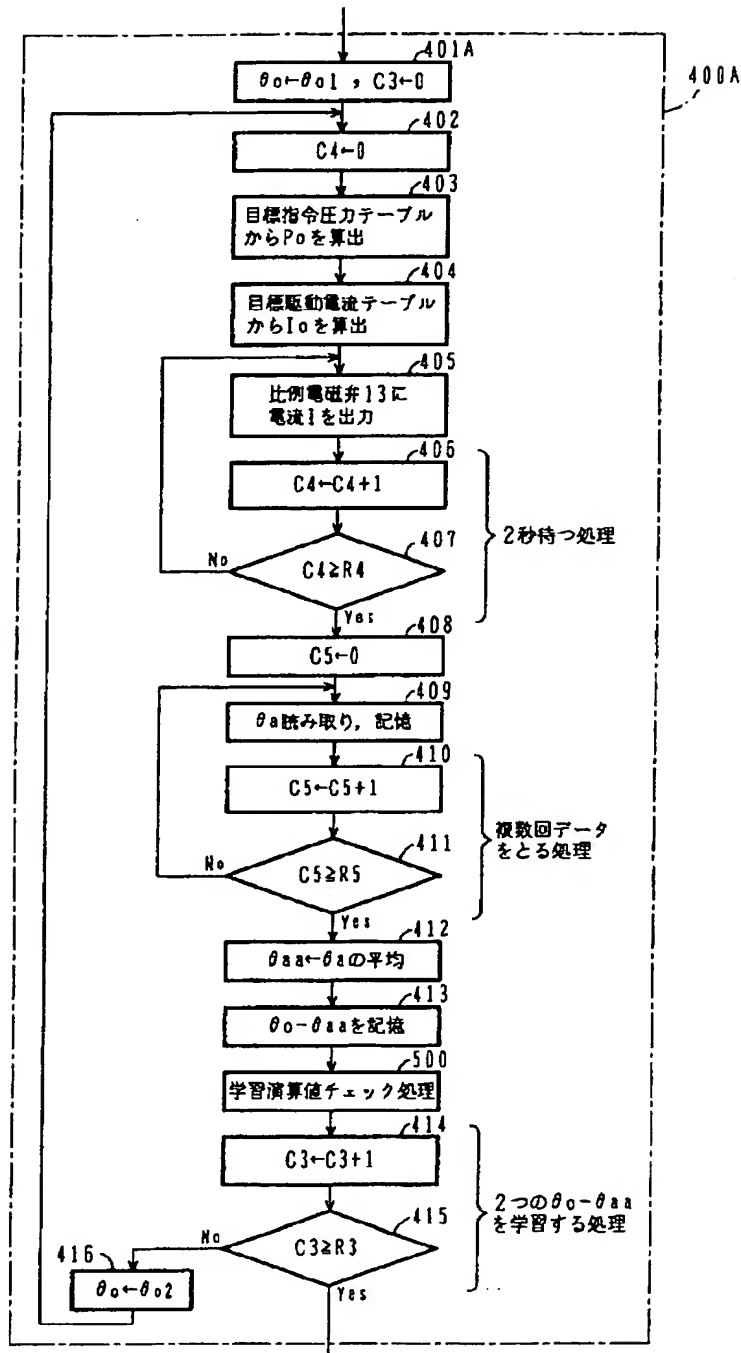 401A
θo←θo1 , C3←0
400A
402
C4←0
403
目標指令圧力テーブル
からPoを算出
404
目標駆動電流テーブル
からIoを算出
405
比例電磁弁13に
電流Iを出力
406
C4←C4+1
2秒待つ処理
407
No
C4≧R4
Yes
408
C5←0
409
θa読み取り, 記憶
410
C5←C5+1
複数回データ
をとる処理
411
No
C5≧R5
Yes
412
θaa←θaの平均
413
θo-θaaを記憶
500
学習演算値チェック処理
414
C3←C3+1
2つのθo-θaa
を学習する処理
415
No
C3≧R3
Yes
416
θo←θo2